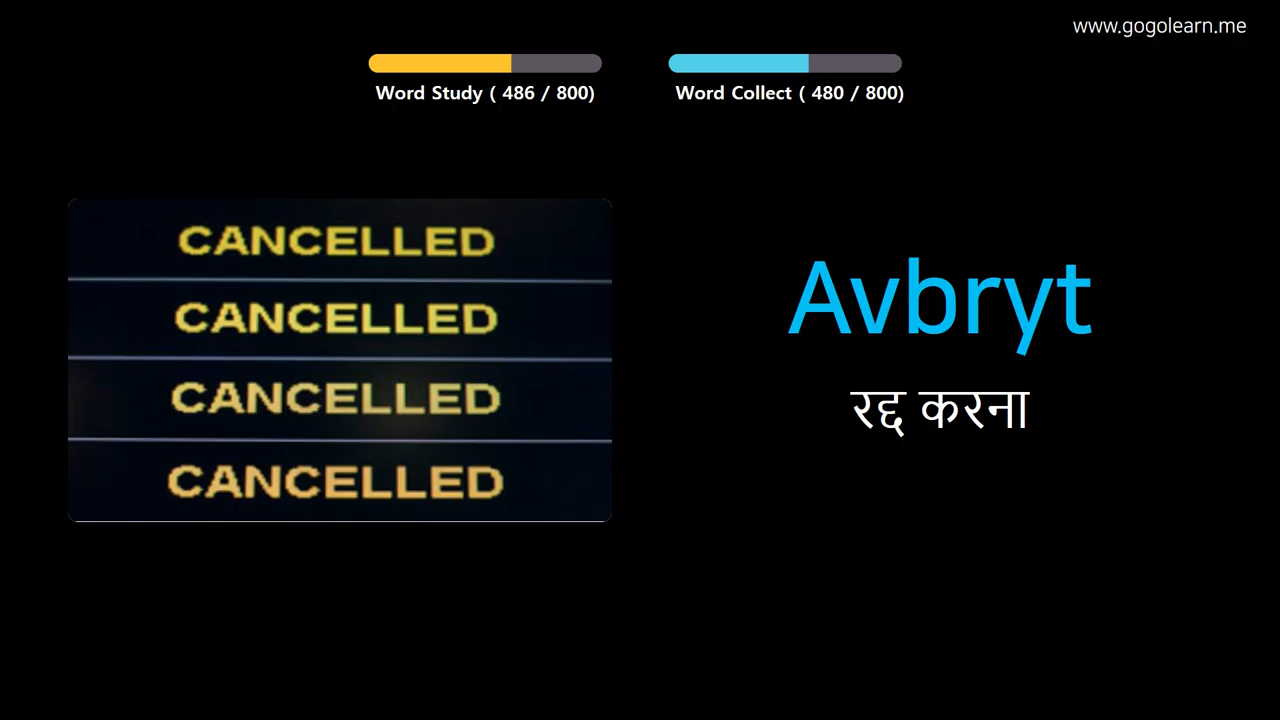 www.gogolearn.me
Word Study ( 486 / 800)
Word Collect ( 480 / 800)
CANCELLED
CANCELLED
CANCELLED
CANCELLED
Avbryt
रद्द करना